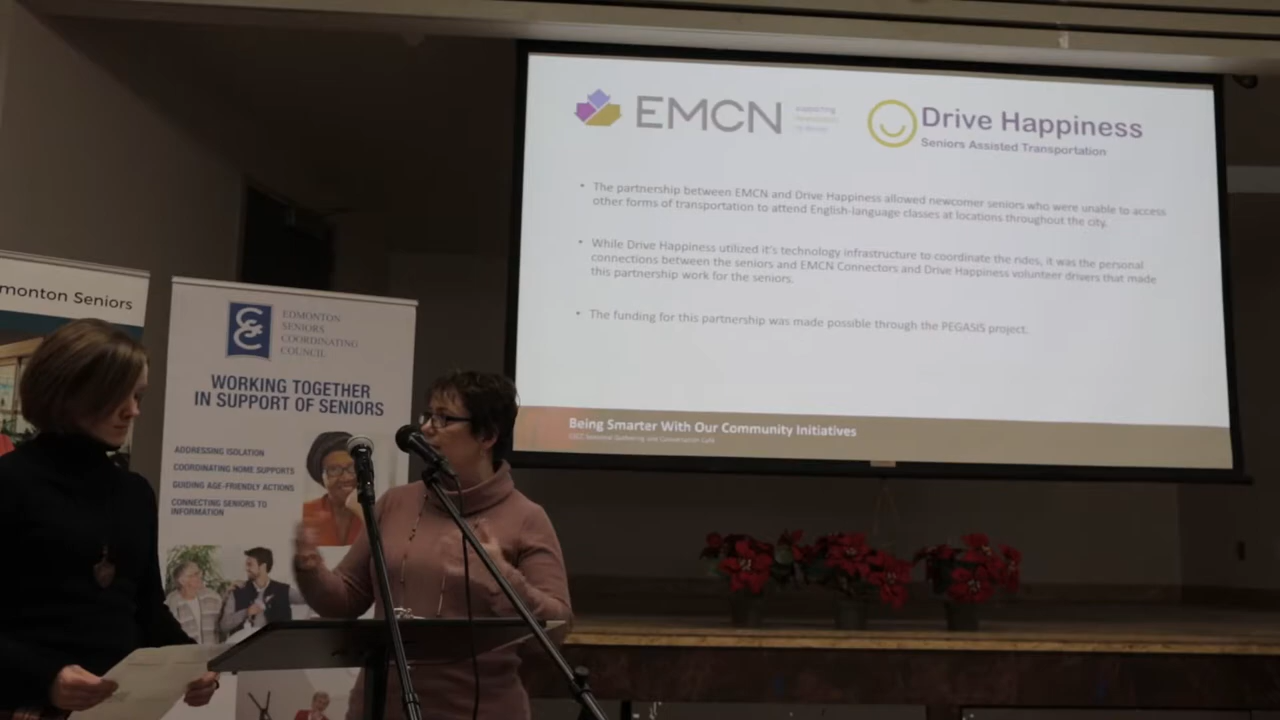 EMCN
supporting
Drive Happiness
Seniors Assisted Transportation
• The partnership between EMCN and Drive Happiness allowed newcomer seniors who were unable to access
other forms of transportation to attend English-language classes at locations throughout the city.
• While Drive Happiness utilized it's technology infrastructure to coordinate the rides, it was the personal
connections between the seniors and EMCN Connectors and Drive Happiness volunteer drivers that made
this partnership work for the seniors.
• The funding for this partnership was made possible through the PEGASIS project.
Being Smarter With Our Community Initiatives
and Conversation Café
monton Seniors
EDMONTON
SENIORS
COORDINATING
COUNCIL
WORKING TOGETHER
IN SUPPORT OF SENIORS
ADDRESSING ISOLATION
COORDINATING HOME SUPPORTS
GUIDING AGE-FRIENDLY ACTIONS
CONNECTING SENIORS TO
INFORMATION